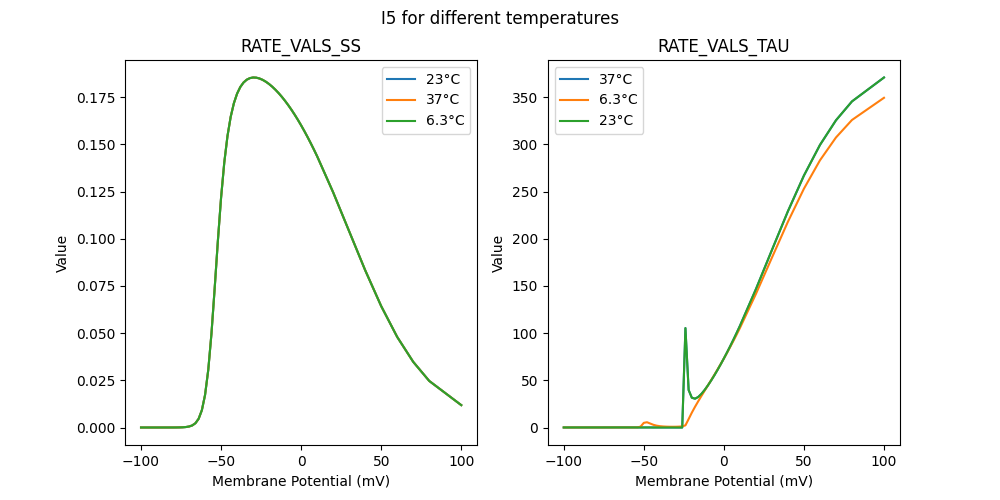 I5 for different temperatures
RATE_VALS_SS
RATE_VALS_TAU
23°C
37°C
6.3°C
37°C
6.3°C
23°C
0.175
0.150
0.125
0.100
0.075
0.050
0.025
0.000
Value
350
300
250
200
150
100
50
0
Value
−100
−50
0
50
100
−100
−50
0
50
100
Membrane Potential (mV)
Membrane Potential (mV)